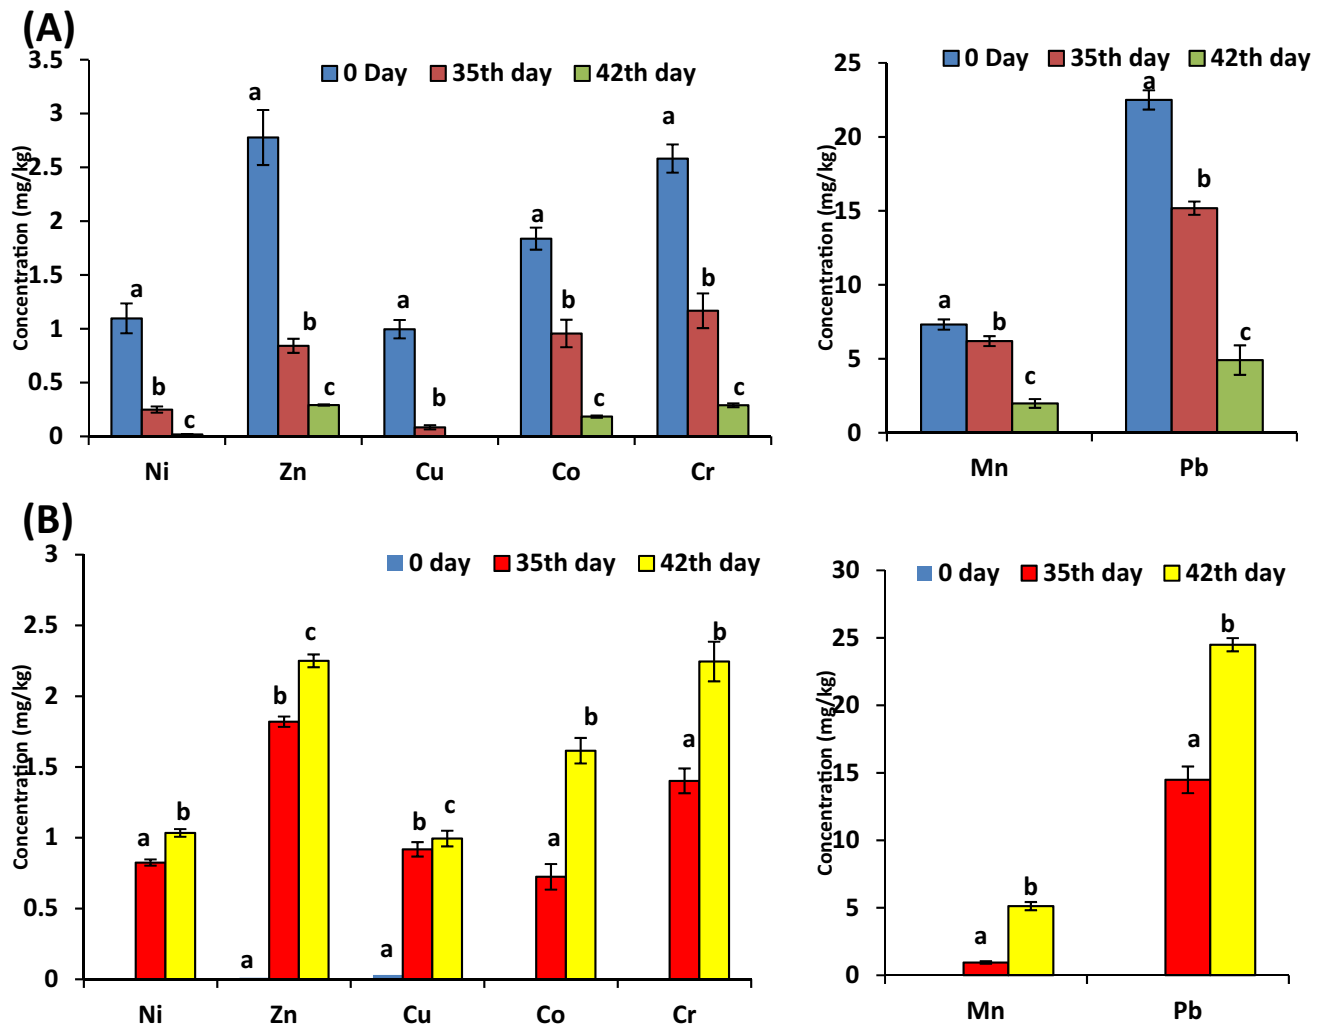 (A)
0 Day 35th day 42th day
Concentration (mg/kg)
3.5
3
2.5
2
1.5
1
0.5
0
a b c
a b c
a b
a b c
a b c
Ni Zn Cu Co Cr
0 Day 35th day 42th day
Concentration (mg/kg)
25
20
15
10
5
0
a b c
a b c
Mn Pb
(B)
0 day 35th day 42th day
Concentration (mg/kg)
3
2.5
2
1.5
1
0.5
0
a b
a b c
a b c
a b
a b
Ni Zn Cu Co Cr
0 day 35th day 42th day
Concentration (mg/kg)
30
25
20
15
10
5
0
a b
a b
Mn Pb